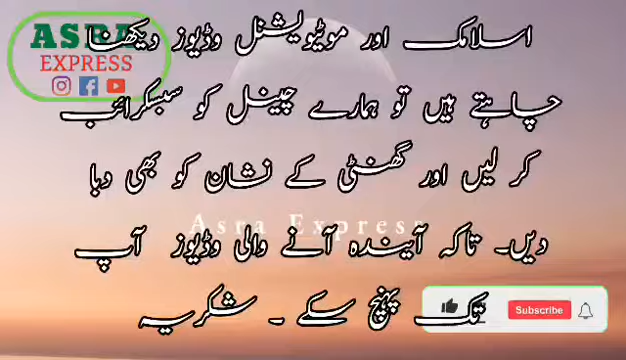 ASRA
EXPRESS
اسلامک اور موٹیویشنل وڈیوز دیکھنا
چاہتے ہیں تو ہمارے چینل کو سبسکرائب
کر لیں اور گھنٹی کے نشان کو بھی دبا
Asra Express
دیں۔ تاکہ آیندہ آنے والی وڈیوز آپ
تک پہنچ سکے ۔ شکریہ
Subscribe